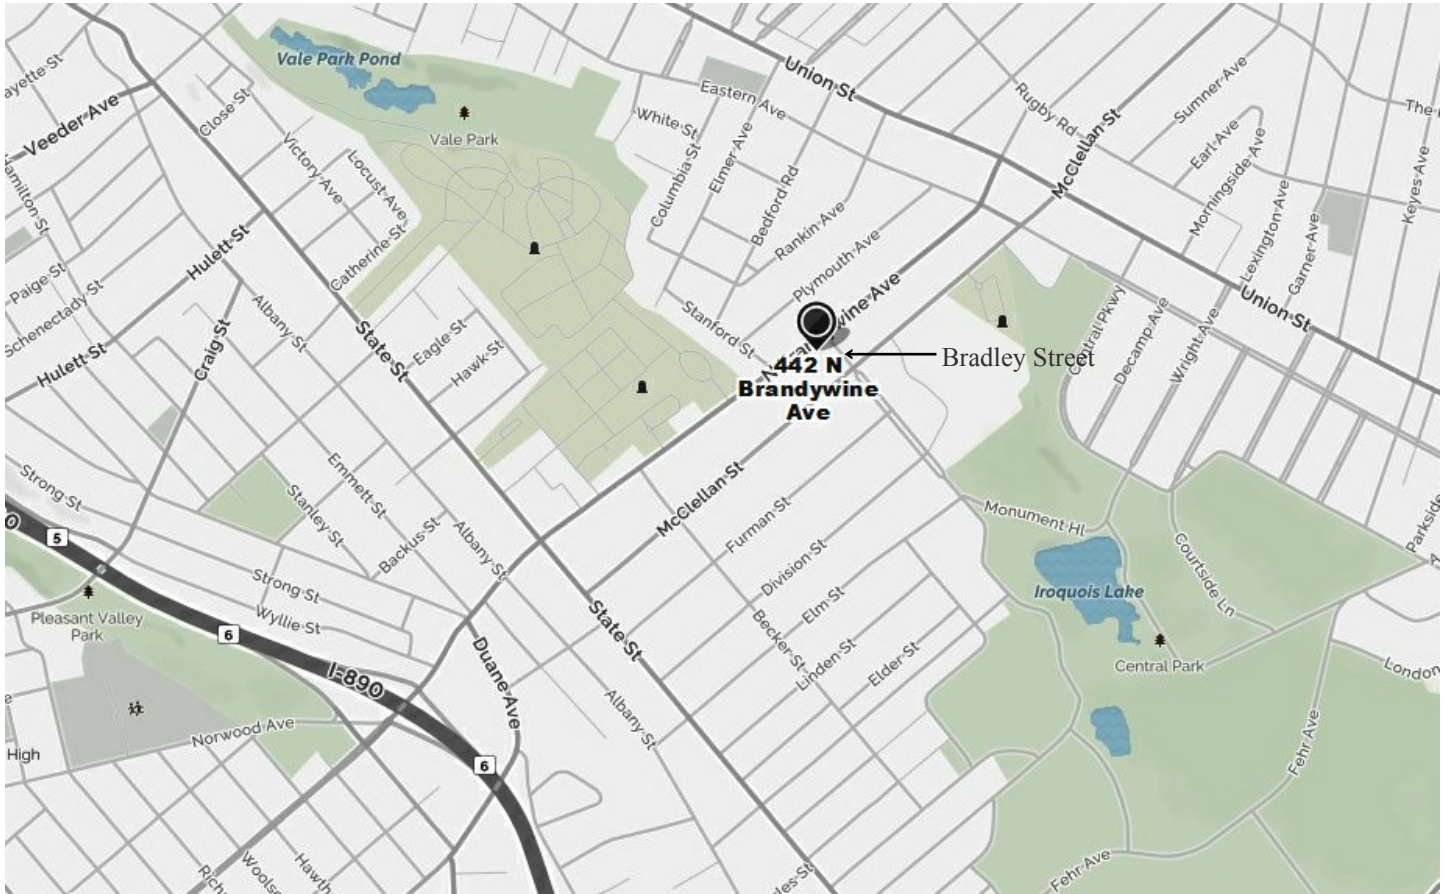 Vale Park Pond
Vale Park
Union St
Eastern Ave
White St
Columbia St
Elmer Ave
Bedford Rd
Rankin Ave
Plymouth Ave
Rugby Rd
McClellan St
Sumner Ave
Earl Ave
Morningside Ave
Lexington Ave
Garner Ave
Keyes Ave
ayette St
Veeder Ave
Close St
Victory Ave
Locust Ave
Catherine St
Hamilton St
Hulett St
Paige St
Schenectady St
Albany St
Hulett St
Craig St
State St
Eagle St
Hawk St
Stanford St
442 N
Brandywine
Ave
Bradley Street
Central Pkwy
Decamp Ave
Wright Ave
Union St
Strong St
Emmett St
Stanley St
Backus St
Albany St
McClellan St
Furman St
Division St
Monument Hl
Courtside Ln
Parkside
5
Strong St
Wyllie St
Pleasant Valley
Park
6
I-890
Duane Ave
State St
Becker St
Elm St
Linden St
Elder St
Iroquois Lake
Central Park
London
Norwood Ave
High
Albany St
6
Fehr Ave
Fehr Ave